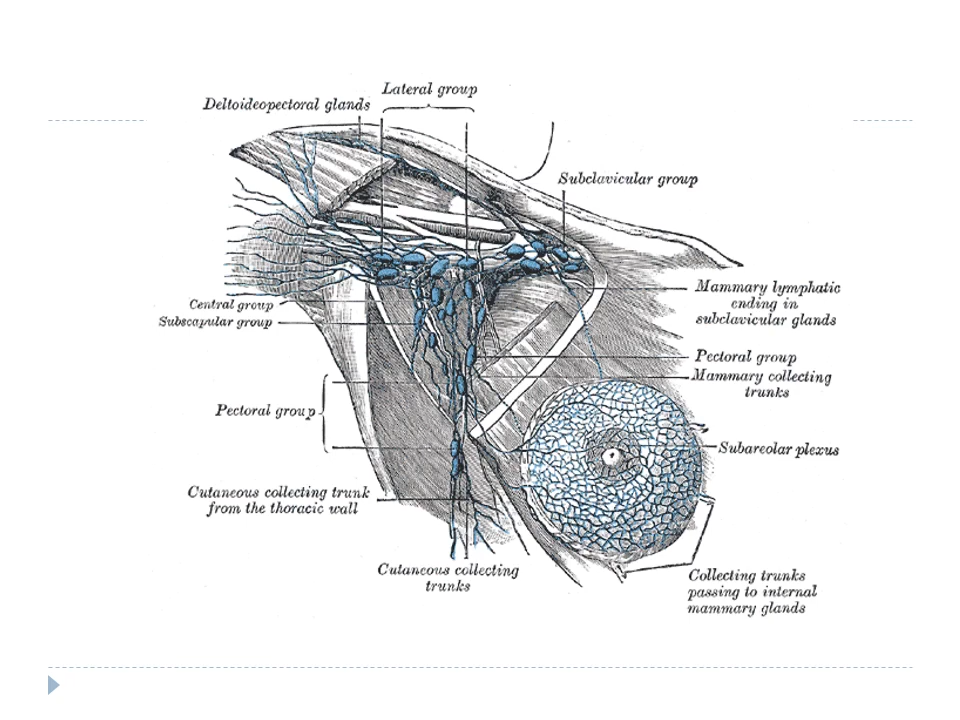 Lateral group
Deltoideopectoral glands
Subclavicular group
Mammary lymphatic
ending in
subclavicular glands
Central group
Subscapular group
Pectoral group
Mammary collecting
trunks
Pectoral group
Subareolar plexus
Cutaneous collecting trunk
from the thoracic wall
Cutaneous collecting
trunks
Collecting trunks
passing to internal
mammary glands